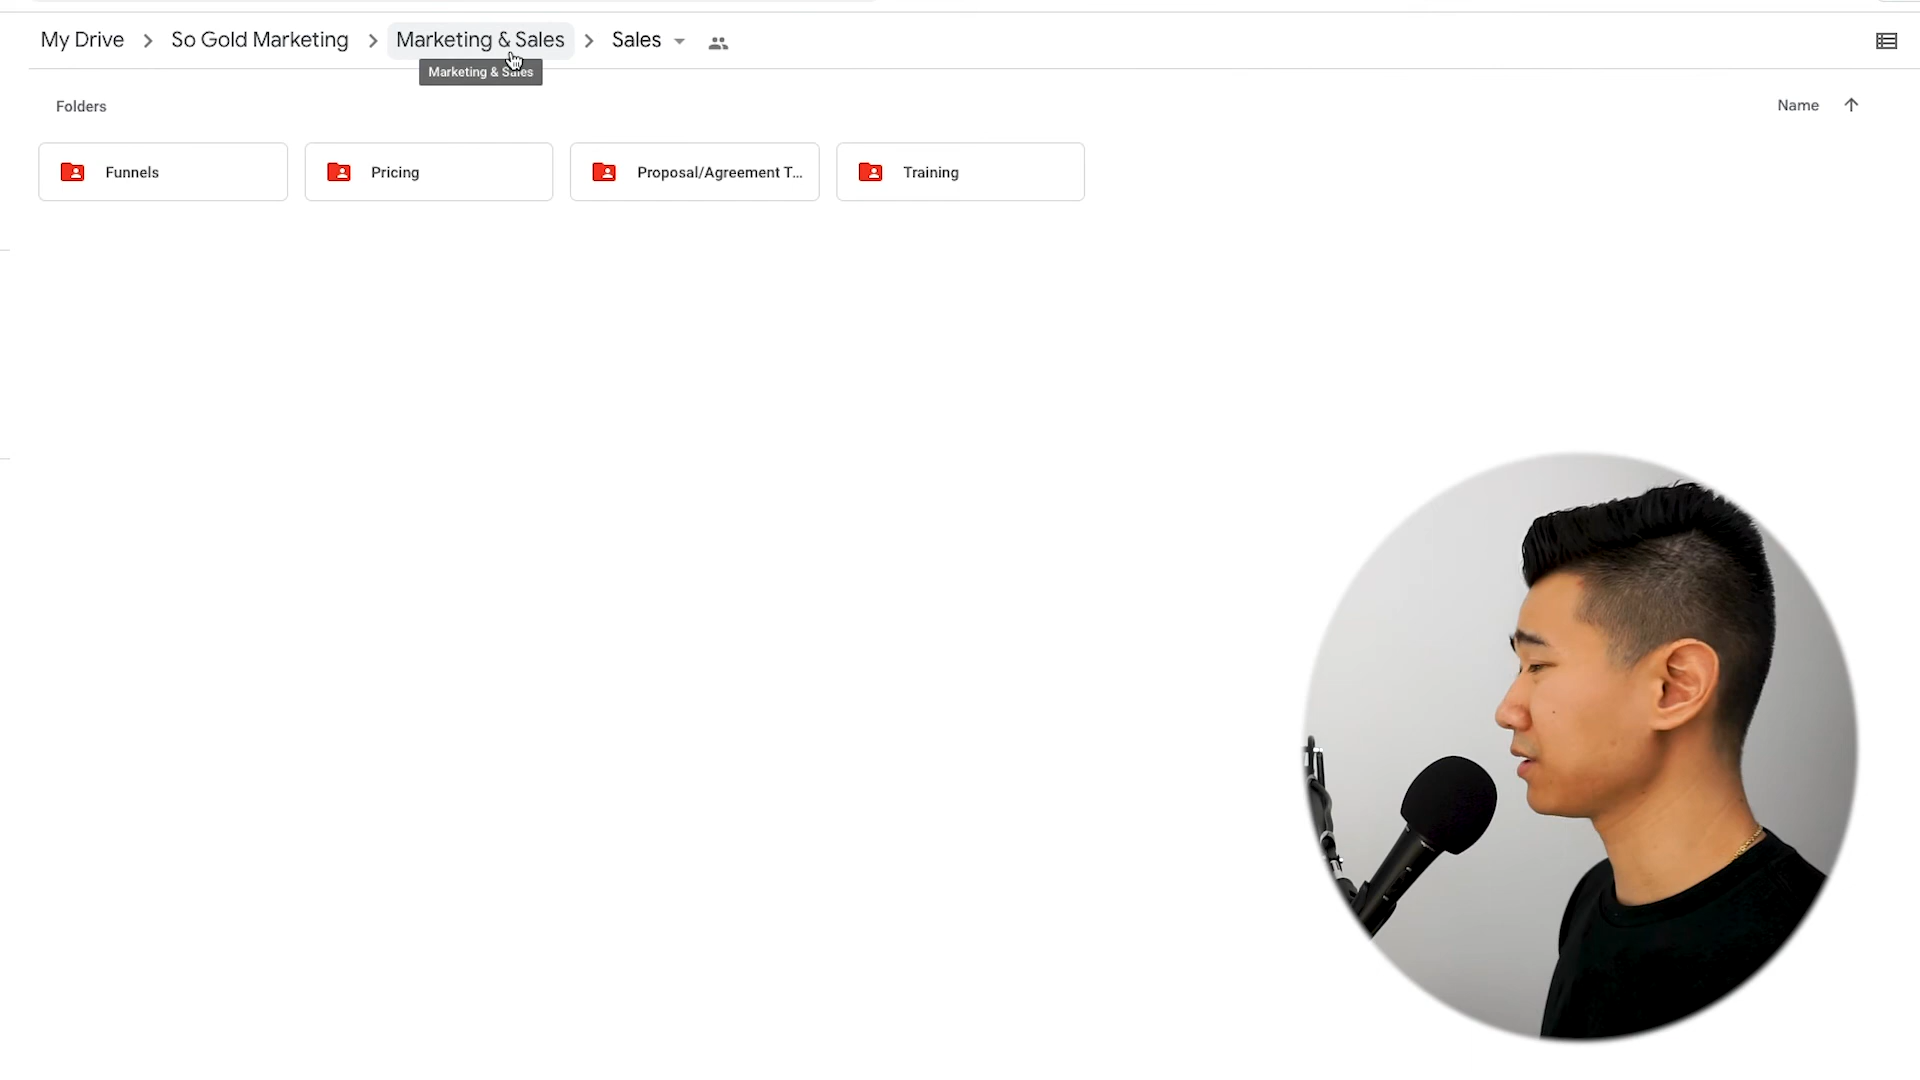 My Drive > So Gold Marketing > Marketing & Sales > Sales
Marketing & Sales
Folders
Name
Funnels
Pricing
Proposal/Agreement T...
Training